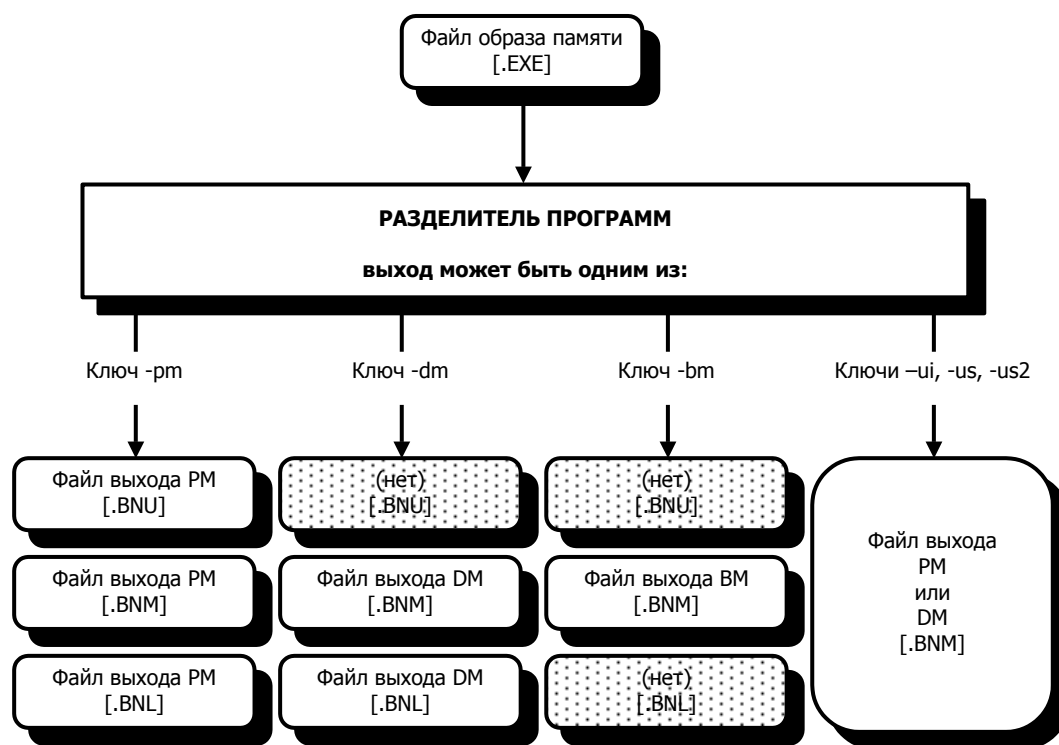 Файл образа памяти
[.EXE]
РАЗДЕЛИТЕЛЬ ПРОГРАММ
выход может быть одним из:
Ключ -pm
Ключ -dm
Ключ -bm
Ключи –ui, -us, -us2
Файл выхода PM
[.BNU]
(нет)
[.BNU]
(нет)
[.BNU]
Файл выхода PM
[.BNM]
Файл выхода DM
[.BNM]
Файл выхода BM
[.BNM]
Файл выхода PM
[.BNL]
Файл выхода DM
[.BNL]
(нет)
[.BNL]
Файл выхода
PM
или
DM
[.BNM]